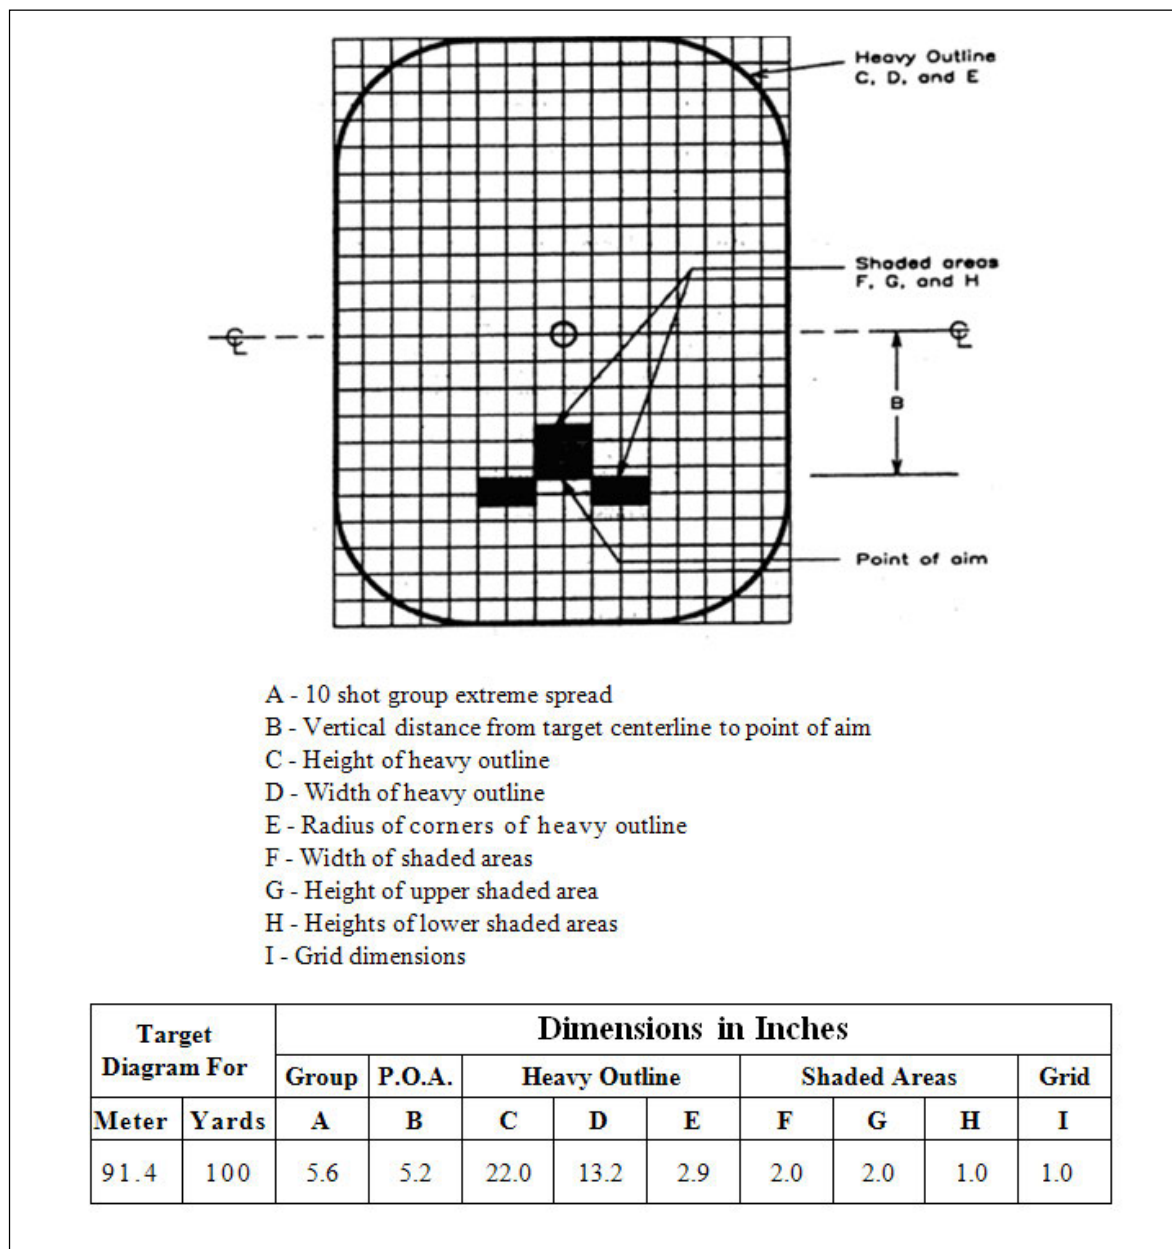 Heavy Outline
C, D, and E
Shaded areas
F, G, and H
℄ ℄
B
Point of aim
A - 10 shot group extreme spread
B - Vertical distance from target centerline to point of aim
C - Height of heavy outline
D - Width of heavy outline
E - Radius of corners of heavy outline
F - Width of shaded areas
G - Height of upper shaded area
H - Heights of lower shaded areas
I - Grid dimensions
Target Diagram For Dimensions in Inches
Group P.O.A. Heavy Outline Shaded Areas Grid
Meter Yards A B C D E F G H I
91.4 100 5.6 5.2 22.0 13.2 2.9 2.0 2.0 1.0 1.0